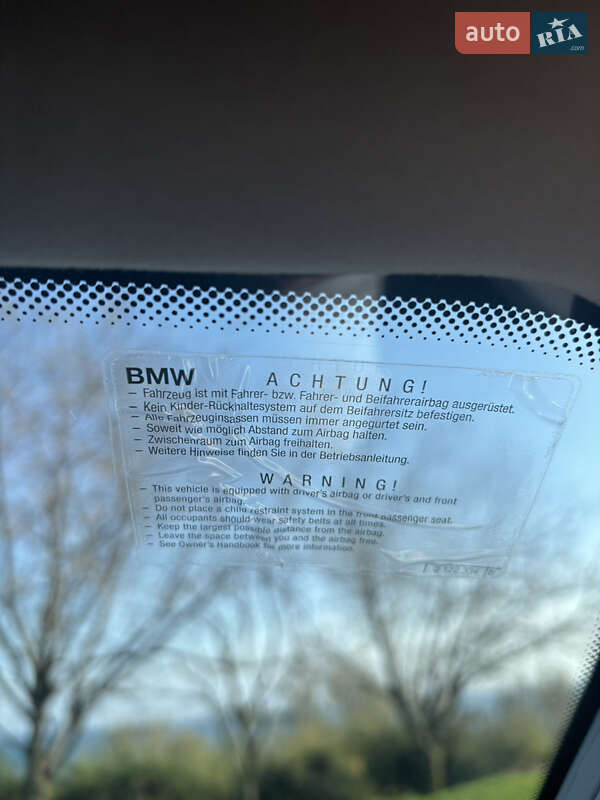 auto RIA .com
BMW ACHTUNG!
– Fahrzeug ist mit Fahrer- bzw. Fahrer- und Beifahrerairbag ausgerüstet.
– Kein Kinder-Rückhaltesystem auf dem Beifahrersitz befestigen.
– Alle Fahrzeuginsassen müssen immer angegurtet sein.
– Soweit wie möglich Abstand zum Airbag halten.
– Zwischenraum zum Airbag freihalten.
– Weitere Hinweise finden Sie in der Betriebsanleitung.
WARNING!
– This vehicle is equipped with driver's airbag or driver's and front
passenger's airbag.
– Do not place a child restraint system in the front passenger seat.
– All occupants should wear safety belts at all times.
– Keep the largest possible distance from the airbag.
– Leave the space between you and the airbag free.
– See Owner's Handbook for more information.